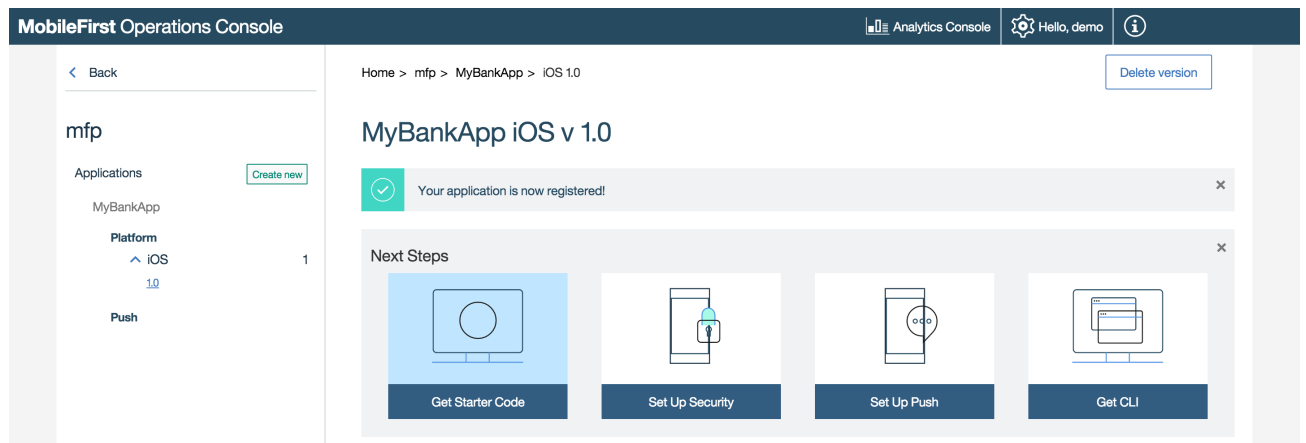 MobileFirst Operations Console
Analytics Console
Hello, demo
Back
Home > mfp > MyBankApp > iOS 1.0
Delete version
mfp
MyBankApp iOS v 1.0
Applications
Create new
Your application is now registered!
MyBankApp
Platform
iOS 1
1.0
Push
Next Steps
Get Starter Code
Set Up Security
Set Up Push
Get CLI